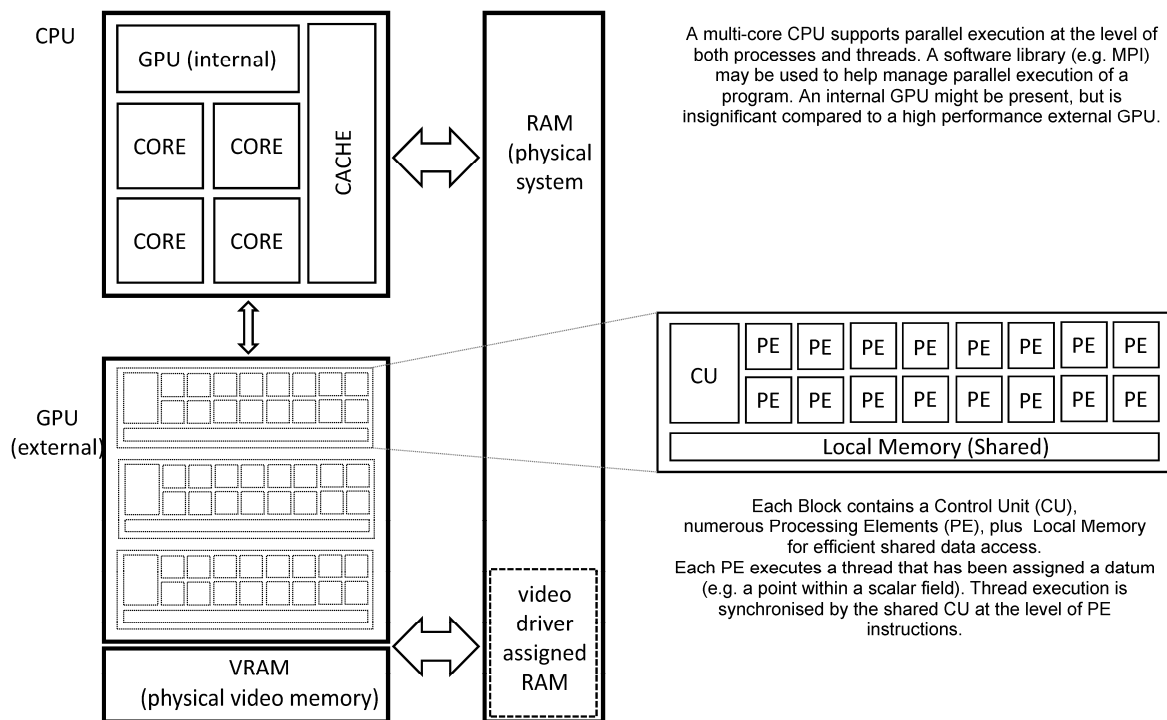 CPU
GPU (internal)
CORE
CORE
CORE
CORE
CACHE
RAM
(physical
system
A multi-core CPU supports parallel execution at the level of
both processes and threads. A software library (e.g. MPI)
may be used to help manage parallel execution of a
program. An internal GPU might be present, but is
insignificant compared to a high performance external GPU.
GPU
(external)
CU
PE PE PE PE PE PE PE PE
PE PE PE PE PE PE PE PE
Local Memory (Shared)
Each Block contains a Control Unit (CU),
numerous Processing Elements (PE), plus Local Memory
for efficient shared data access.
Each PE executes a thread that has been assigned a datum
(e.g. a point within a scalar field). Thread execution is
synchronised by the shared CU at the level of PE
instructions.
video
driver
assigned
RAM
VRAM
(physical video memory)